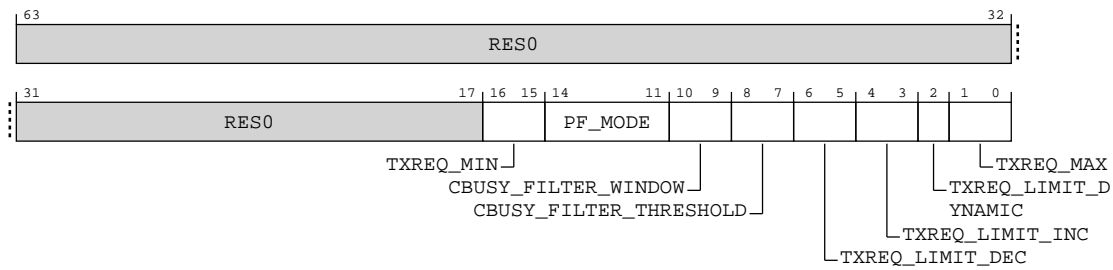 63 32
RES0
31 17 16 15 14 11 10 9 8 7 6 5 4 3 2 1 0
RES0 PF_MODE
TXREQ_MIN TXREQ_MAX
CBUSY_FILTER_WINDOW TXREQ_LIMIT_D
CBUSY_FILTER_THRESHOLD YNAMIC
TXREQ_LIMIT_INC
TXREQ_LIMIT_DEC